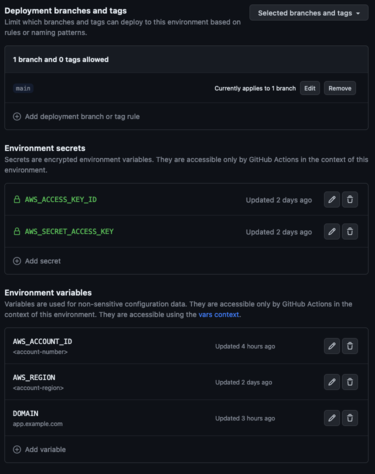 Deployment branches and tags
Limit which branches and tags can deploy to this environment based on
rules or naming patterns.
Selected branches and tags
1 branch and 0 tags allowed
main
Currently applies to 1 branch
Edit
Remove
Add deployment branch or tag rule
Environment secrets
Secrets are encrypted environment variables. They are accessible only by GitHub Actions in the context of this
environment.
AWS_ACCESS_KEY_ID
Updated 2 days ago
AWS_SECRET_ACCESS_KEY
Updated 2 days ago
Add secret
Environment variables
Variables are used for non-sensitive configuration data. They are accessible only by GitHub Actions in the
context of this environment. They are accessible using the vars context.
AWS_ACCOUNT_ID
<account-number>
Updated 4 hours ago
AWS_REGION
<account-region>
Updated 2 days ago
DOMAIN
app.example.com
Updated 3 hours ago
Add variable